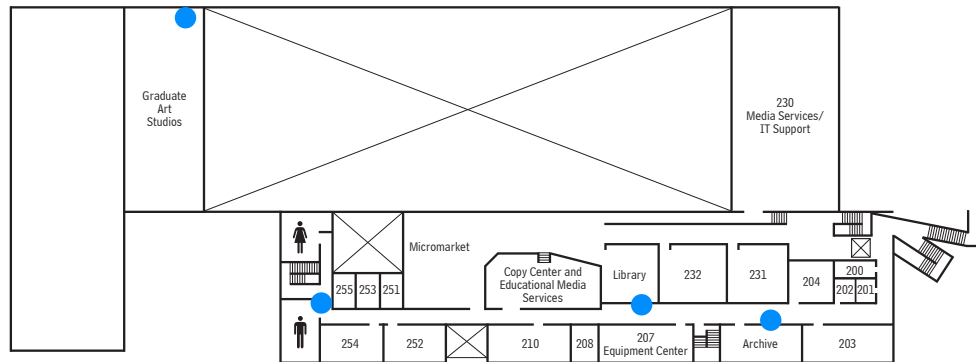 Graduate
Art
Studios
230
Media Services/
IT Support
Micromarket
Copy Center and
Educational Media
Services
Library
232
231
204
200
202
201
255
253
251
254
252
210
208
207
Equipment Center
Archive
203